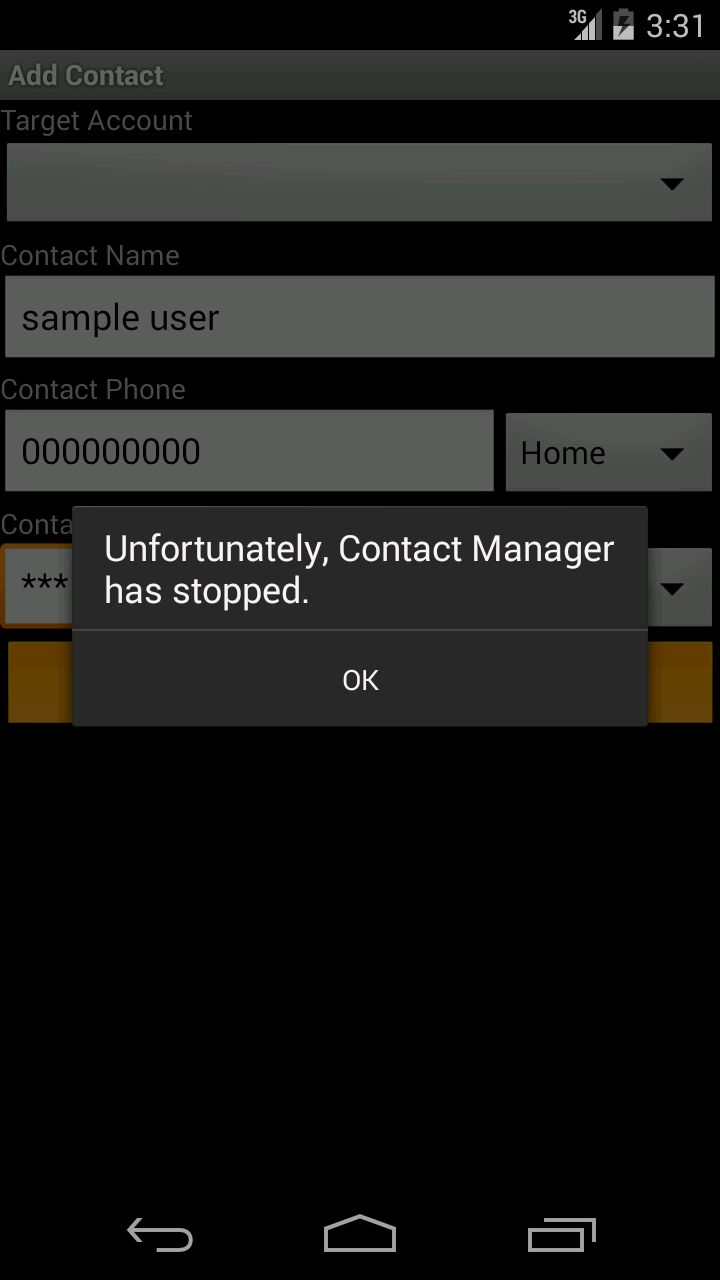 3G 3:31
Add Contact
Target Account
Contact Name
sample user
Contact Phone
000000000
Home
Conta
***
Unfortunately, Contact Manager
has stopped.
OK